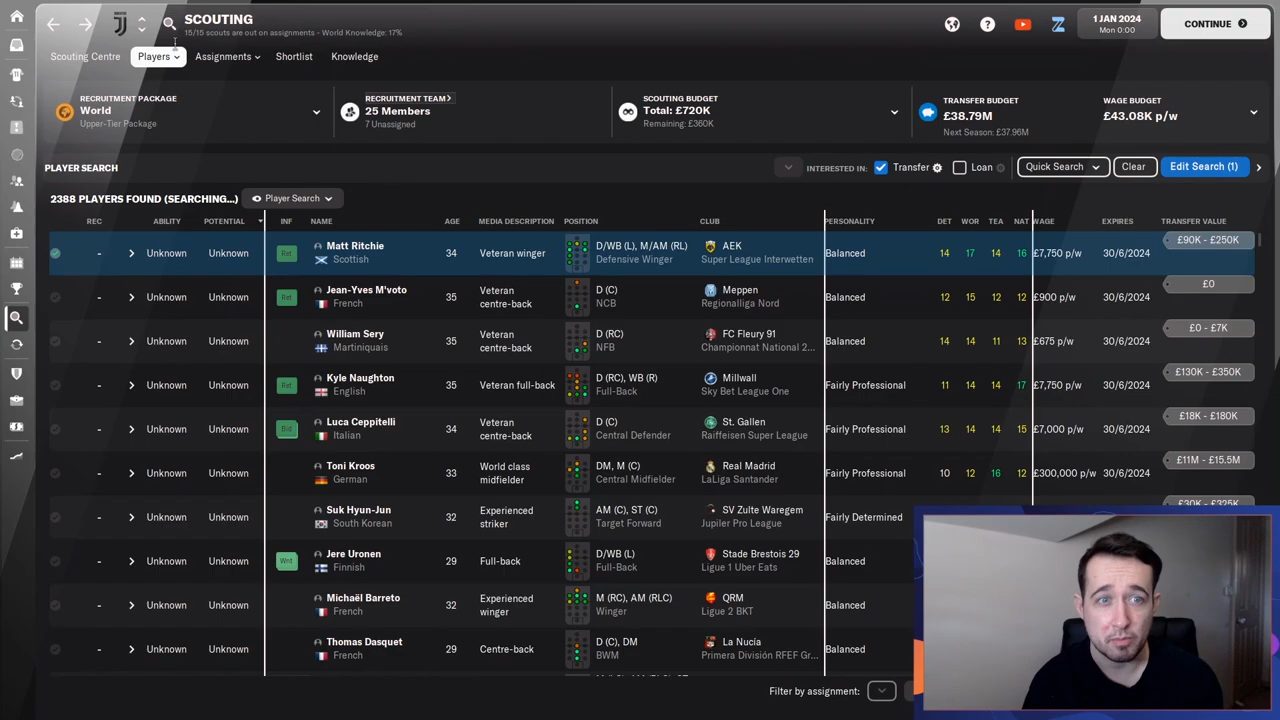 SCOUTING
15/15 scouts are out on assignments - World Knowledge: 17%
1 JAN 2024
Mon 0:00
CONTINUE
Scouting Centre Players Assignments Shortlist Knowledge
RECRUITMENT PACKAGE
World
Upper-Tier Package
RECRUITMENT TEAM
25 Members
7 Unassigned
SCOUTING BUDGET
Total: £720K
Remaining: £360K
TRANSFER BUDGET
£38.79M
Next Season: £37.96M
WAGE BUDGET
£43.08K p/w
PLAYER SEARCH
INTERESTED IN: Transfer Loan Quick Search Clear Edit Search (1)
2388 PLAYERS FOUND (SEARCHING...) Player Search
REC ABILITY POTENTIAL INF NAME AGE MEDIA DESCRIPTION POSITION CLUB PERSONALITY DET WOR TEA NAT WAGE EXPIRES TRANSFER VALUE
- Unknown Unknown Ret Matt Ritchie Scottish 34 Veteran winger D/WB (L), M/AM (RL) Defensive Winger AEK Super League Interwetten Balanced 14 17 14 16 £7,750 p/w 30/6/2024 £90K - £250K
- Unknown Unknown Ret Jean-Yves M'voto French 35 Veteran centre-back D (C) NCB Meppen Regionalliga Nord Balanced 12 15 12 12 £900 p/w 30/6/2024 £0
- Unknown Unknown William Sery Martiniquais 35 Veteran centre-back D (RC) NFB FC Fleury 91 Championnat National 2... Balanced 14 14 11 13 £675 p/w 30/6/2024 £0 - £7K
- Unknown Unknown Ret Kyle Naughton English 35 Veteran full-back D (RC), WB (R) Full-Back Millwall Sky Bet League One Fairly Professional 11 14 14 17 £7,750 p/w 30/6/2024 £130K - £350K
- Unknown Unknown Bid Luca Ceppitelli Italian 34 Veteran centre-back D (C) Central Defender St. Gallen Raiffeisen Super League Fairly Professional 13 14 14 15 £7,000 p/w 30/6/2024 £18K - £180K
- Unknown Unknown Toni Kroos German 33 World class midfielder DM, M (C) Central Midfielder Real Madrid LaLiga Santander Fairly Professional 10 12 16 12 £300,000 p/w 30/6/2024 £11M - £15.5M
- Unknown Unknown Suk Hyun-Jun South Korean 32 Experienced striker AM (C), ST (C) Target Forward SV Zulte Waregem Jupiler Pro League Fairly Determined £30K - £325K
- Unknown Unknown Wnt Jere Uronen Finnish 29 Full-back D/WB (L) Full-Back Stade Brestois 29 Ligue 1 Uber Eats Balanced
- Unknown Unknown Michaël Barreto French 32 Experienced winger M (RC), AM (RLC) Winger QRM Ligue 2 BKT Balanced
- Unknown Unknown Thomas Dasquet French 29 Centre-back D (C), DM BWM La Nucía Primera División RFEF Gr... Balanced
Filter by assignment: